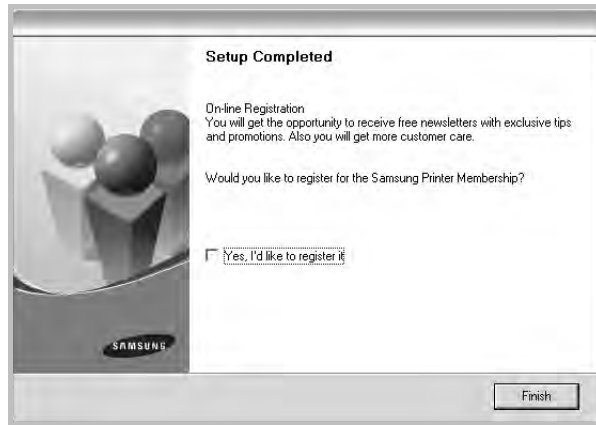 Setup Completed
On-line Registration
You will get the opportunity to receive free newsletters with exclusive tips
and promotions. Also you will get more customer care.
Would you like to register for the Samsung Printer Membership?
Yes, I'd like to register it
SAMSUNG
Finish